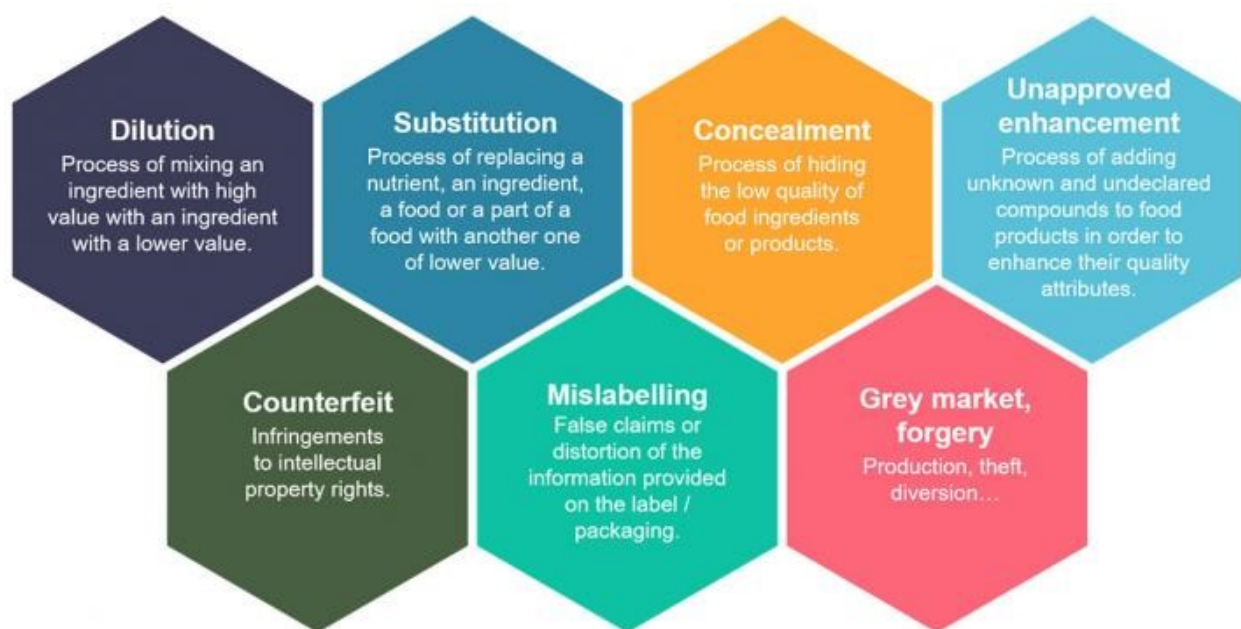 Dilution
Process of mixing an
ingredient with high
value with an ingredient
with a lower value.
Substitution
Process of replacing a
nutrient, an ingredient,
a food or a part of a
food with another one
of lower value.
Concealment
Process of hiding
the low quality of
food ingredients
or products.
Unapproved
enhancement
Process of adding
unknown and undeclared
compounds to food
products in order to
enhance their quality
attributes.
Counterfeit
Infringements
to intellectual
property rights.
Mislabelling
False claims or
distortion of the
information provided
on the label /
packaging.
Grey market,
forgery
Production, theft,
diversion…